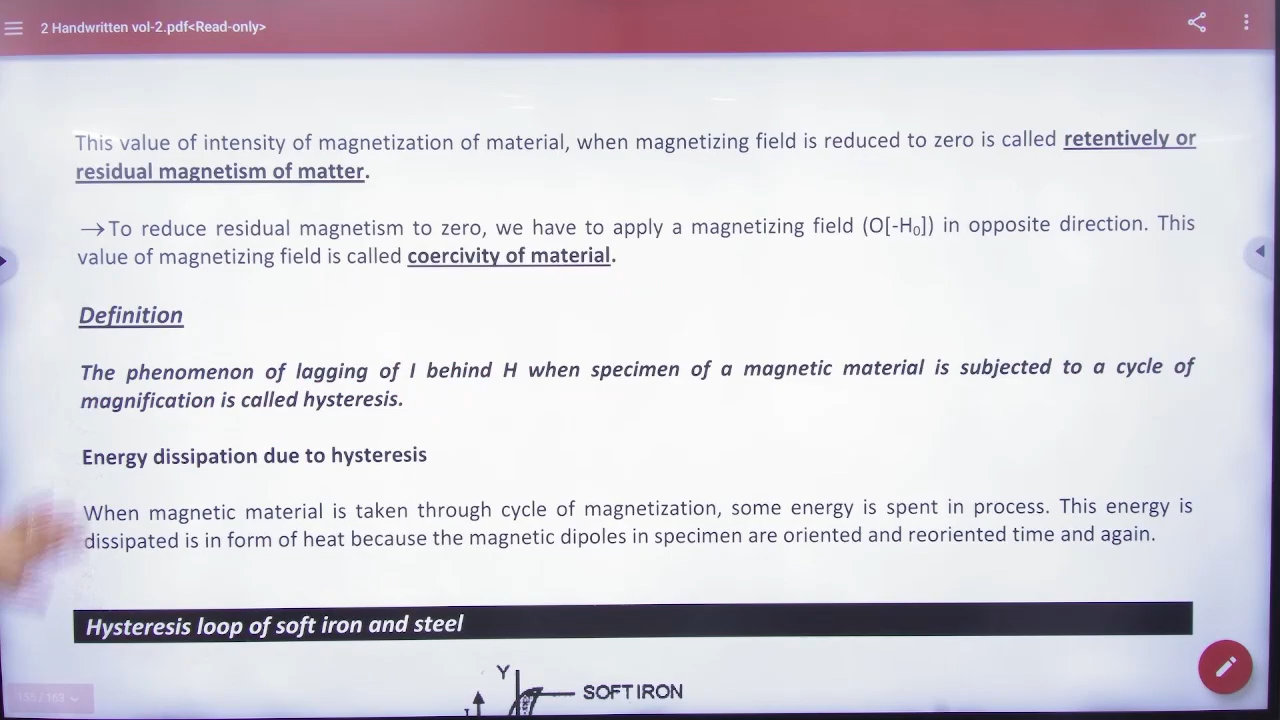 2 Handwritten vol-2.pdf<Read-only>
This value of intensity of magnetization of material, when magnetizing field is reduced to zero is called retentively or
residual magnetism of matter.
→To reduce residual magnetism to zero, we have to apply a magnetizing field (O[-H₀]) in opposite direction. This
value of magnetizing field is called coercivity of material.
Definition
The phenomenon of lagging of I behind H when specimen of a magnetic material is subjected to a cycle of
magnification is called hysteresis.
Energy dissipation due to hysteresis
When magnetic material is taken through cycle of magnetization, some energy is spent in process. This energy is
dissipated is in form of heat because the magnetic dipoles in specimen are oriented and reoriented time and again.
Hysteresis loop of soft iron and steel
Y
SOFT IRON
155 / 169